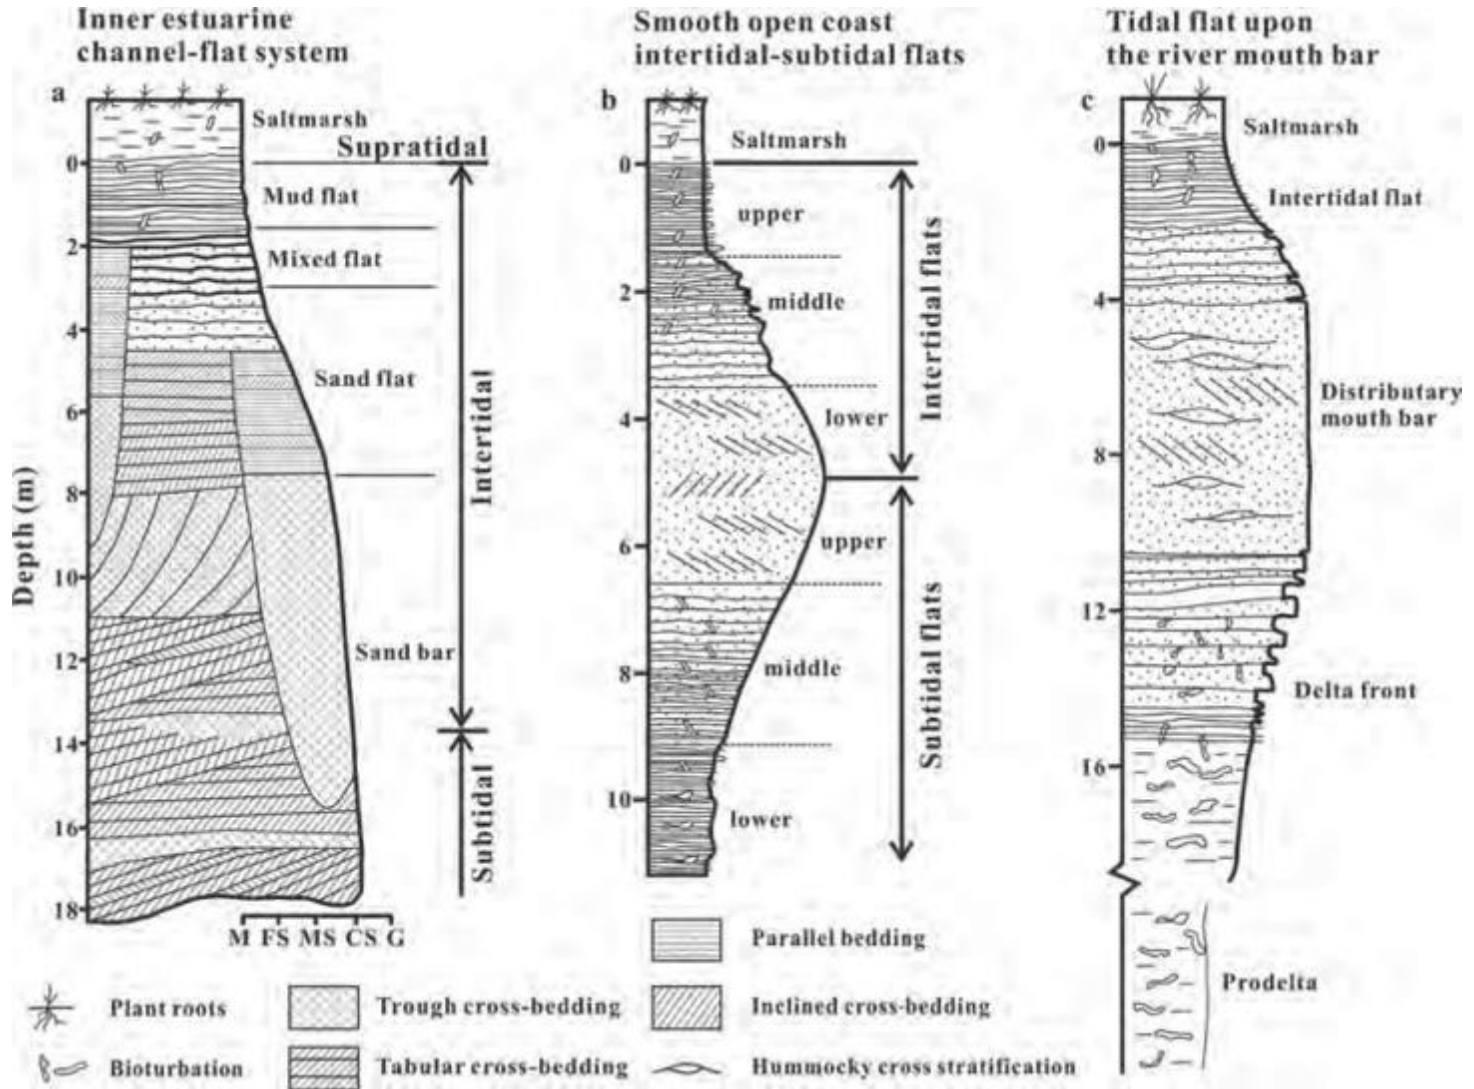 Inner estuarine
channel-flat system
Smooth open coast
intertidal-subtidal flats
Tidal flat upon
the river mouth bar
a
Saltmarsh
Supratidal
Mud flat
Mixed flat
Sand flat
Sand bar
Intertidal
Subtidal
Depth (m)
0
2
4
6
8
10
12
14
16
18
M FS MS CS G
b
Saltmarsh
upper
middle
lower
upper
middle
lower
Intertidal flats
Subtidal flats
0
2
4
6
8
10
c
Saltmarsh
Intertidal flat
Distributary
mouth bar
Delta front
Prodelta
0
4
8
12
16
Parallel bedding
Plant roots
Trough cross-bedding
Inclined cross-bedding
Bioturbation
Tabular cross-bedding
Hummocky cross stratification